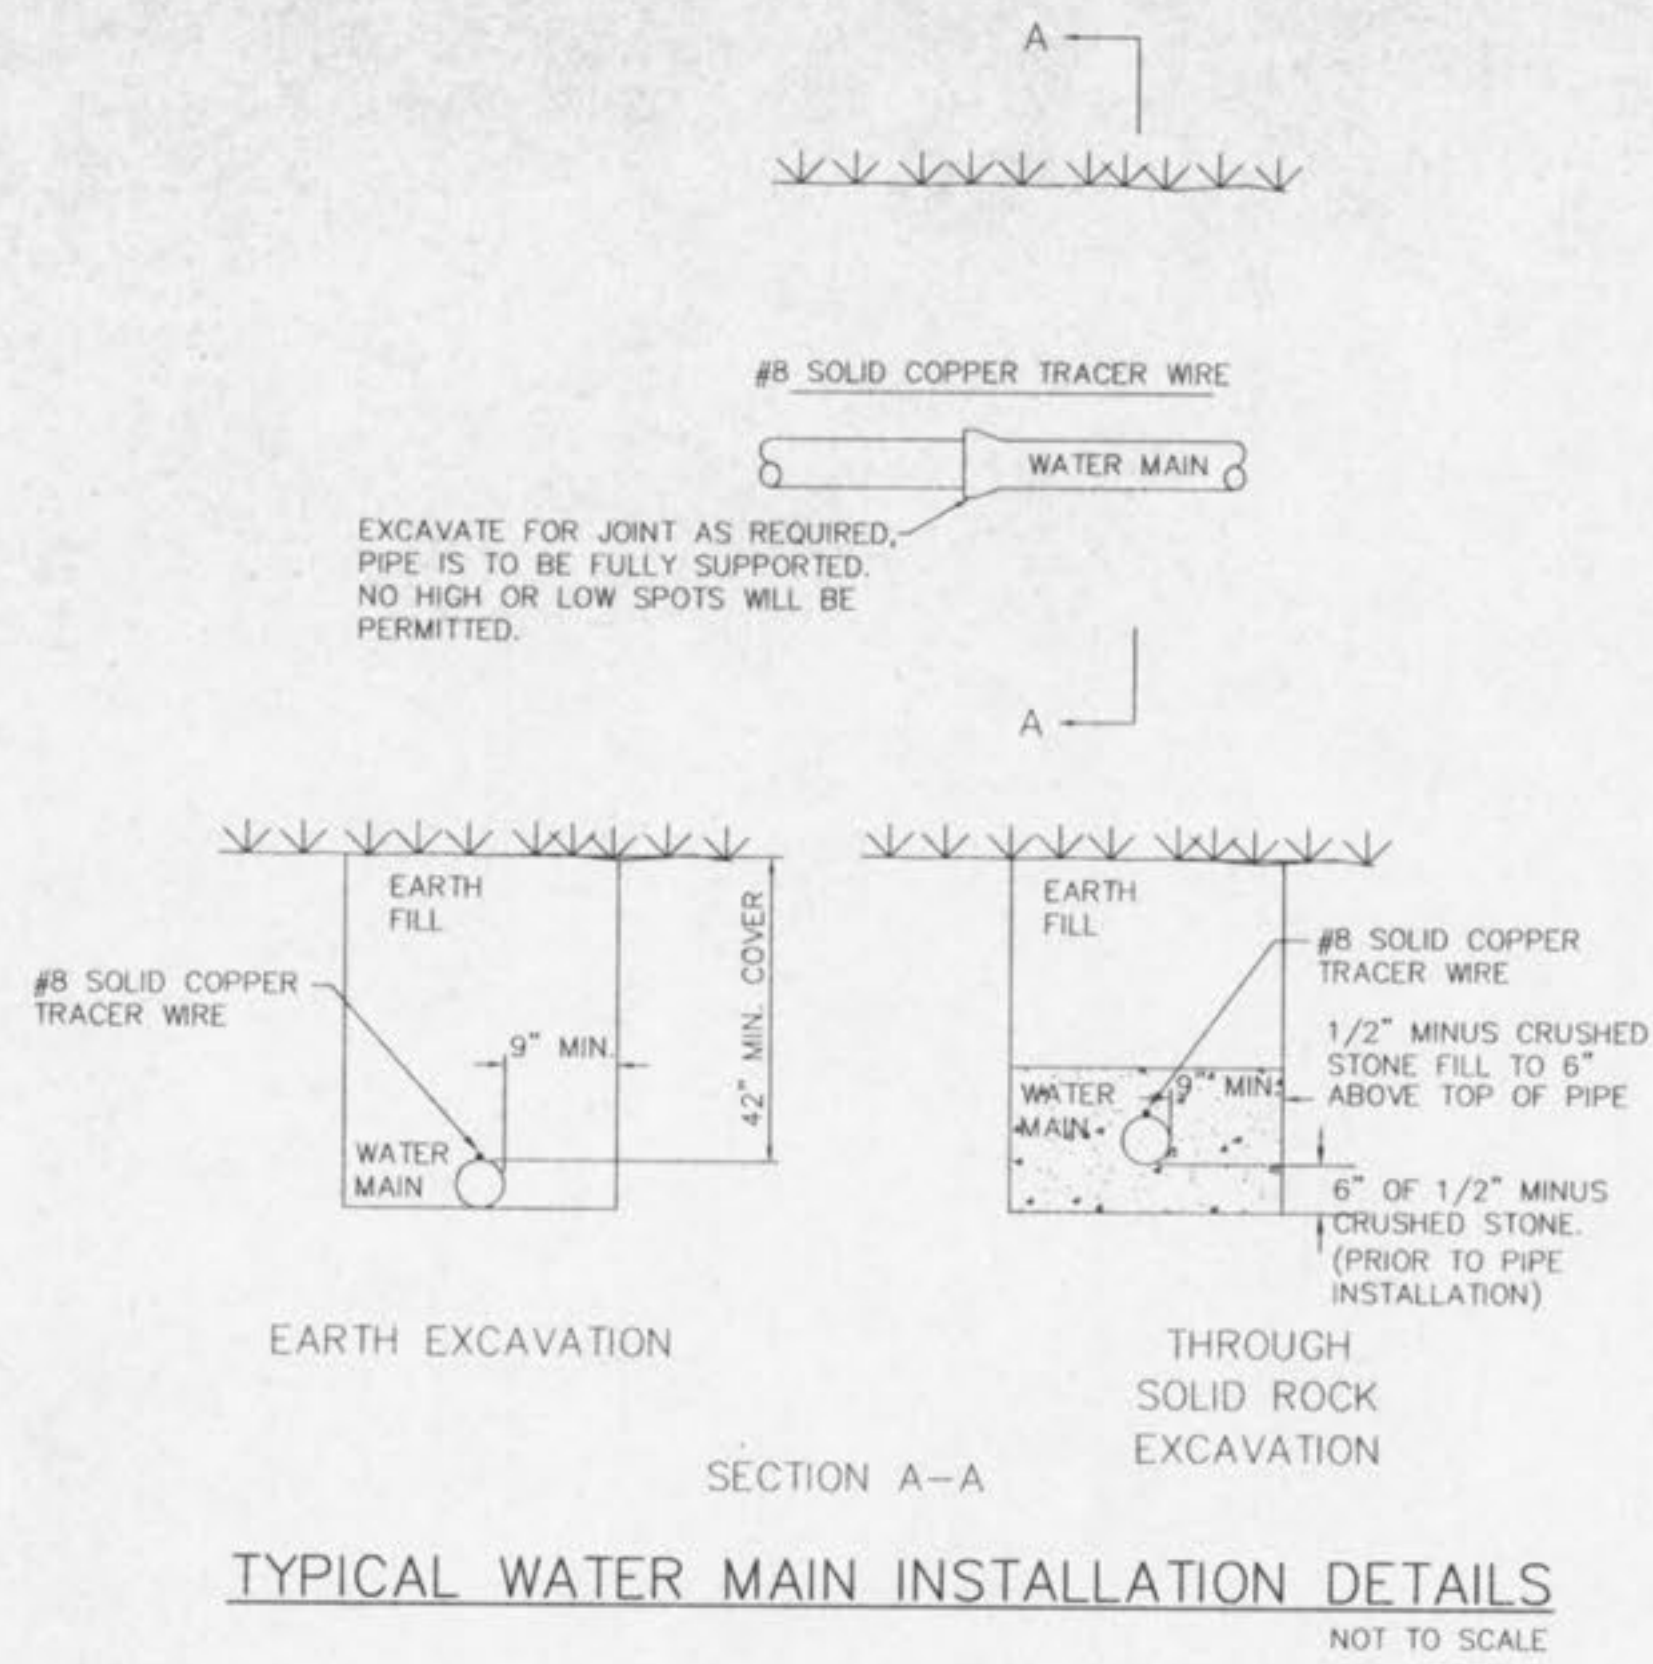 A
#8 SOLID COPPER TRACER WIRE
WATER MAIN
EXCAVATE FOR JOINT AS REQUIRED,
PIPE IS TO BE FULLY SUPPORTED.
NO HIGH OR LOW SPOTS WILL BE
PERMITTED.
A
EARTH
FILL
#8 SOLID COPPER
TRACER WIRE
9" MIN.
42" MIN. COVER
WATER
MAIN
EARTH EXCAVATION
EARTH
FILL
#8 SOLID COPPER
TRACER WIRE
1/2" MINUS CRUSHED
STONE FILL TO 6"
ABOVE TOP OF PIPE
WATER
MAIN
9" MIN.
6" OF 1/2" MINUS
CRUSHED STONE.
(PRIOR TO PIPE
INSTALLATION)
THROUGH
SOLID ROCK
EXCAVATION
SECTION A-A
TYPICAL WATER MAIN INSTALLATION DETAILS
NOT TO SCALE